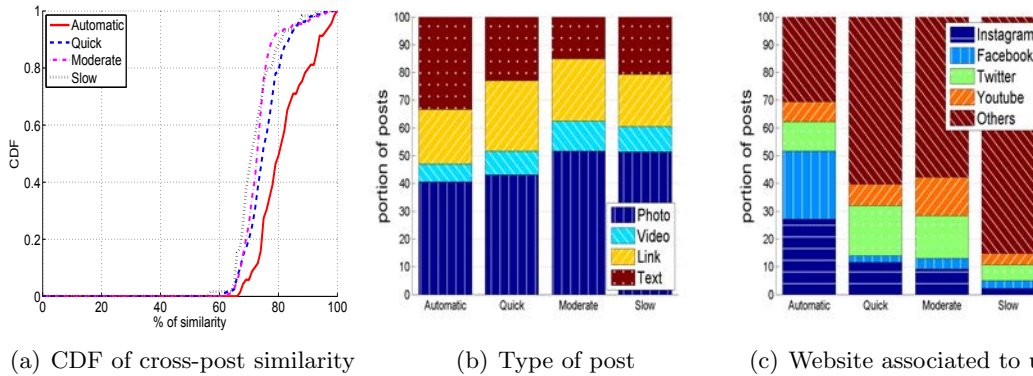 1
0.8
0.6
0.4
0.2
0
CDF
0 20 40 60 80 100
% of similarity
Automatic
Quick
Moderate
Slow
(a) CDF of cross-post similarity
100
90
80
70
60
50
40
30
20
10
0
portion of posts
Automatic Quick Moderate Slow
Photo
Video
Link
Text
(b) Type of post
100
90
80
70
60
50
40
30
20
10
0
portion of posts
Automatic Quick Moderate Slow
Instagram
Facebook
Twitter
Youtube
Others
(c) Website associated to